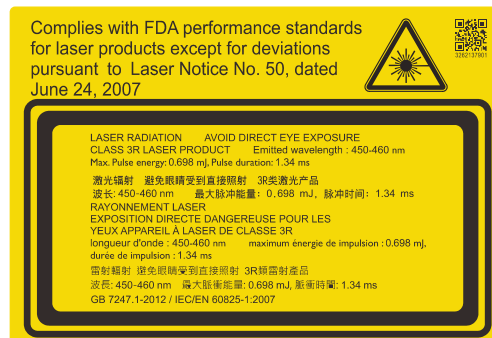 Complies with FDA performance standards
for laser products except for deviations
pursuant to Laser Notice No. 50, dated
June 24, 2007
3262137901
LASER RADIATION AVOID DIRECT EYE EXPOSURE
CLASS 3R LASER PRODUCT Emitted wavelength : 450-460 nm
Max. Pulse energy: 0.698 mJ, Pulse duration: 1.34 ms
激光辐射 避免眼睛受到直接照射 3R类激光产品
波长: 450-460 nm 最大脉冲能量: 0.698 mJ, 脉冲时间: 1.34 ms
RAYONNEMENT LASER
EXPOSITION DIRECTE DANGEREUSE POUR LES
YEUX APPAREIL À LASER DE CLASSE 3R
longueur d'onde : 450-460 nm maximum énergie de impulsion : 0.698 mJ,
durée de impulsion : 1.34 ms
雷射輻射 避免眼睛受到直接照射 3R類雷射產品
波長: 450-460 nm 最大脈衝能量: 0.698 mJ, 脈衝時間: 1.34 ms
GB 7247.1-2012 / IEC/EN 60825-1:2007